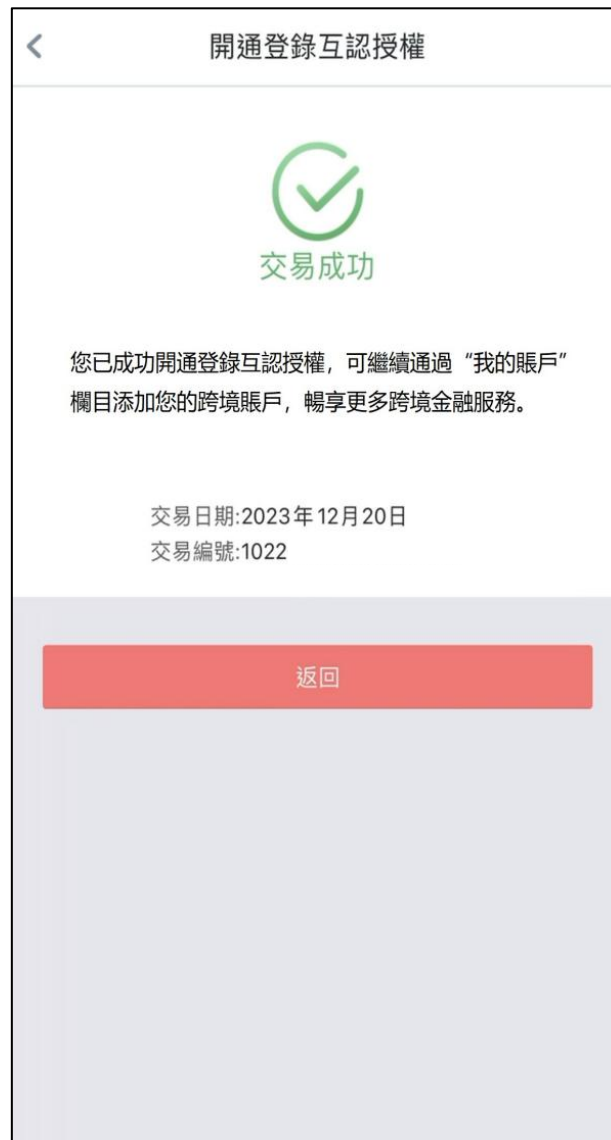 開通登錄互認授權
交易成功
您已成功開通登錄互認授權，可繼續通過“我的賬戶”
欄目添加您的跨境賬戶，暢享更多跨境金融服務。
交易日期:2023年12月20日
交易編號:1022
返回